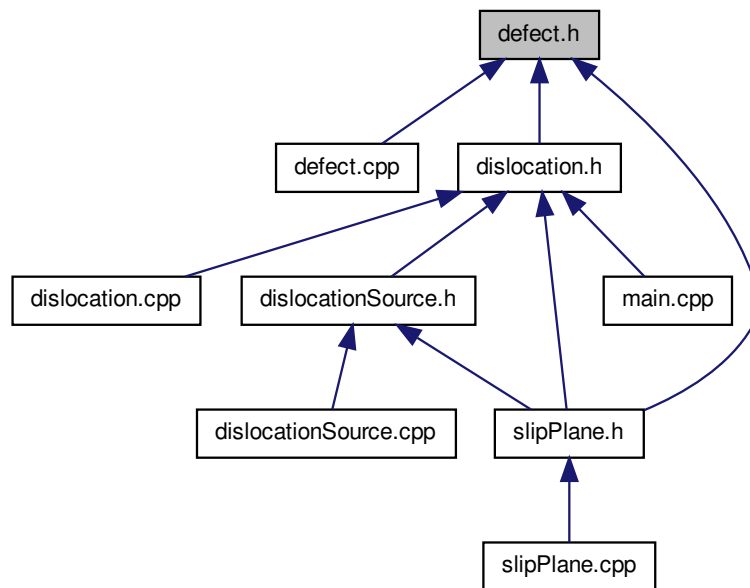 defect.h
defect.cpp
dislocation.h
dislocation.cpp
dislocationSource.h
main.cpp
dislocationSource.cpp
slipPlane.h
slipPlane.cpp